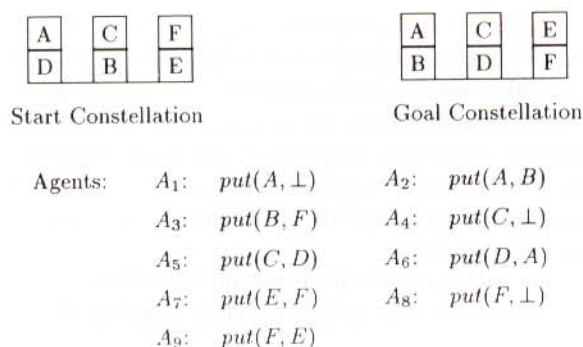 A C F
D B E
A C E
B D F
Start Constellation
Goal Constellation
Agents: A₁: put(A, ⊥) A₂: put(A, B)
A₃: put(B, F) A₄: put(C, ⊥)
A₅: put(C, D) A₆: put(D, A)
A₇: put(E, F) A₈: put(F, ⊥)
A₉: put(F, E)